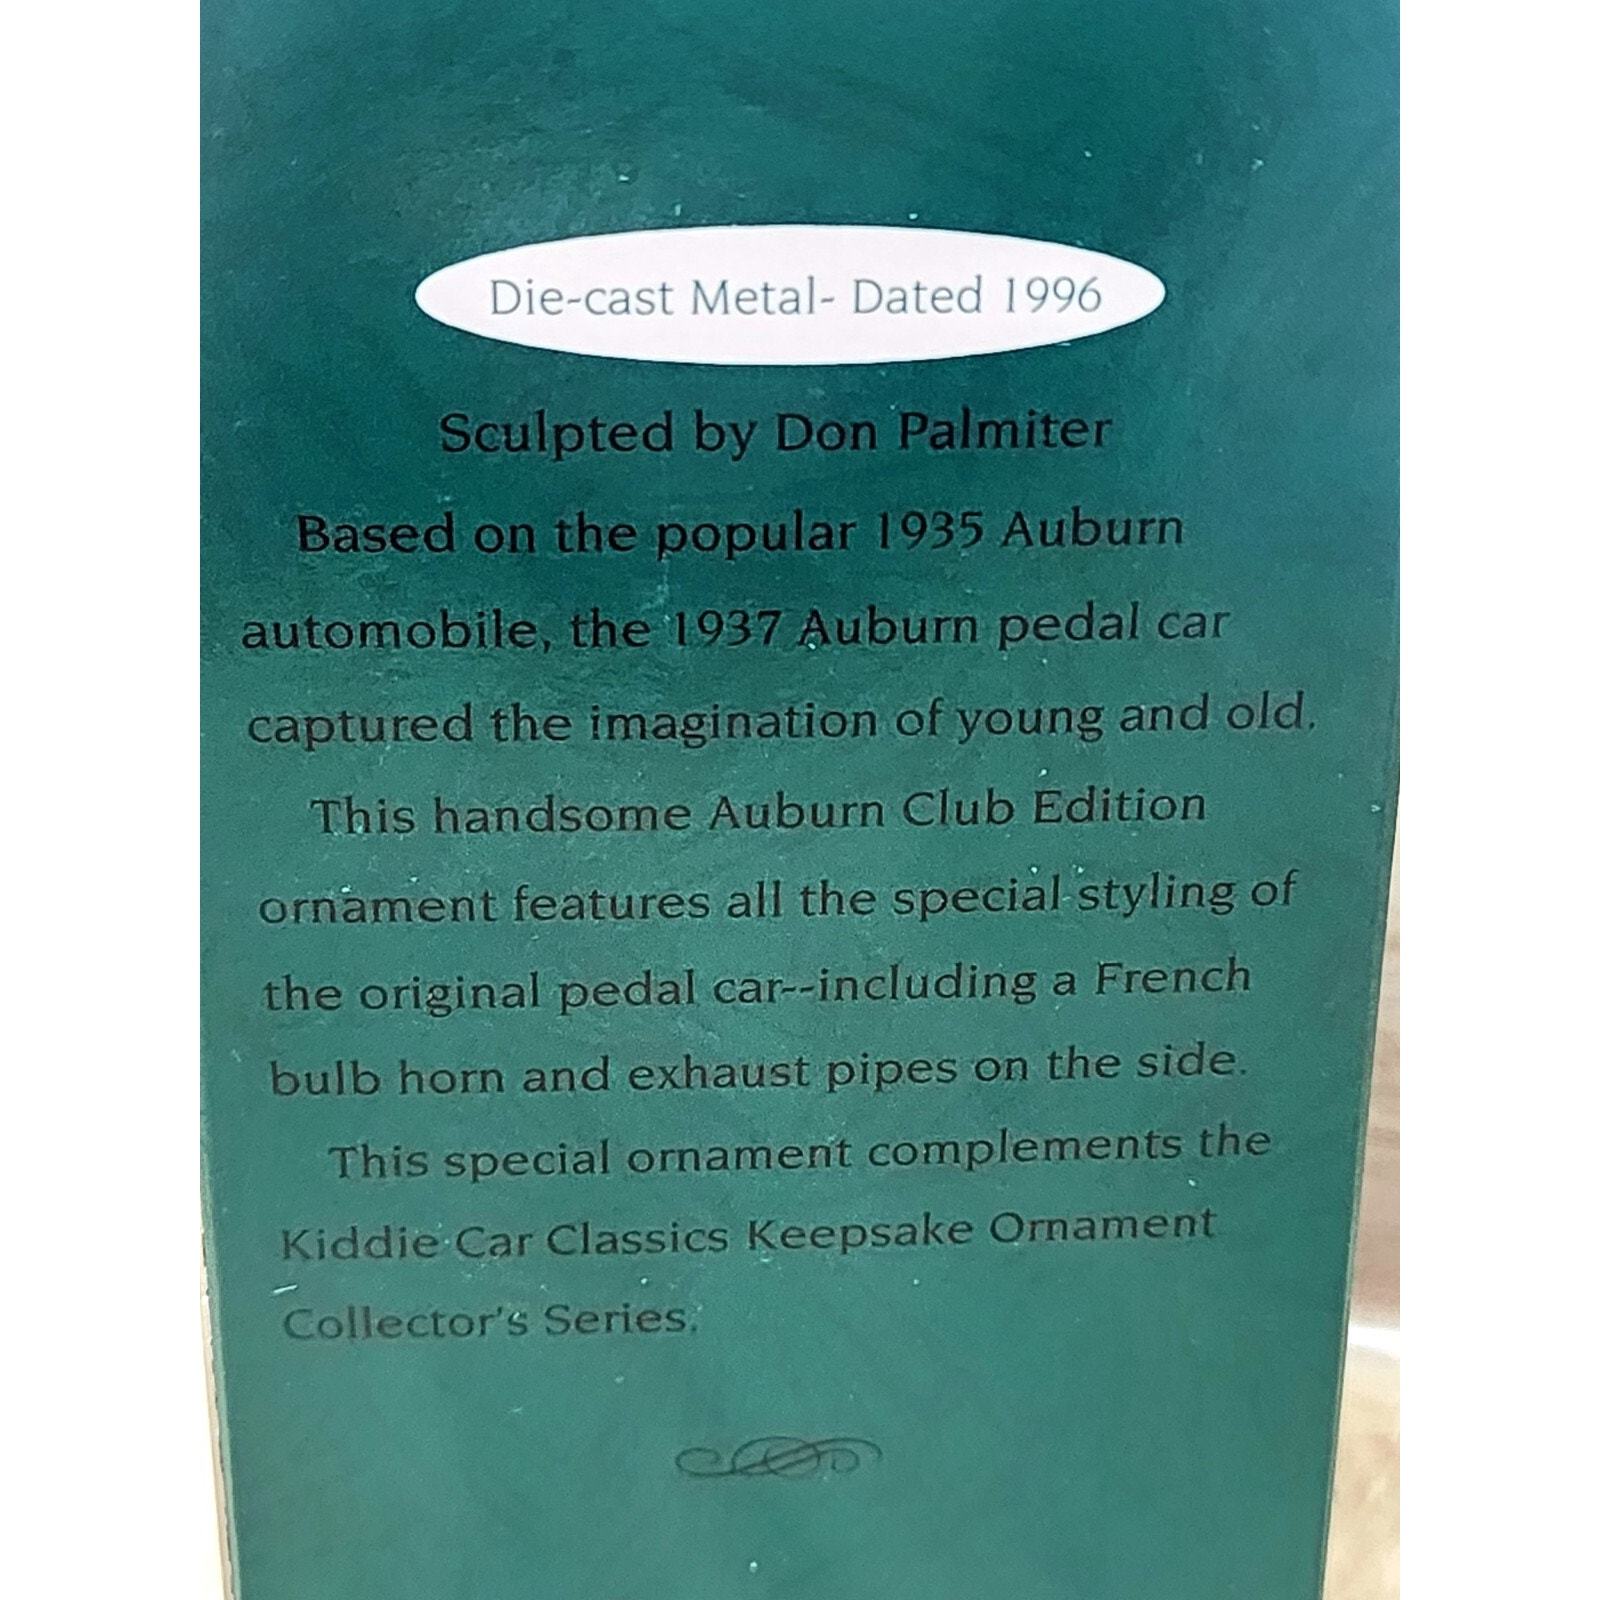 Die-cast Metal- Dated 1996
Sculpted by Don Palmiter
Based on the popular 1935 Auburn
automobile, the 1937 Auburn pedal car
captured the imagination of young and old.
This handsome Auburn Club Edition
ornament features all the special styling of
the original pedal car--including a French
bulb horn and exhaust pipes on the side.
This special ornament complements the
Kiddie Car Classics Keepsake Ornament
Collector's Series.